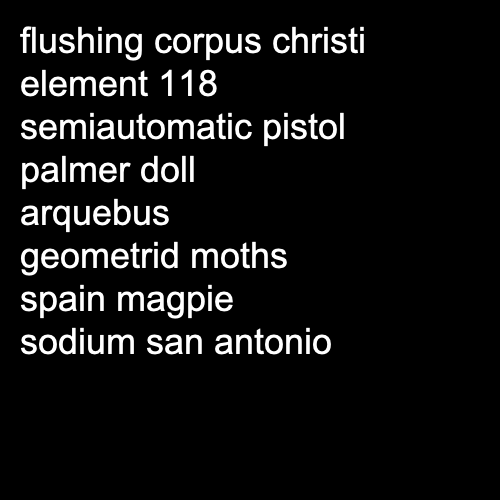 flushing corpus christi
element 118
semiautomatic pistol
palmer doll
arquebus
geometrid moths
spain magpie
sodium san antonio